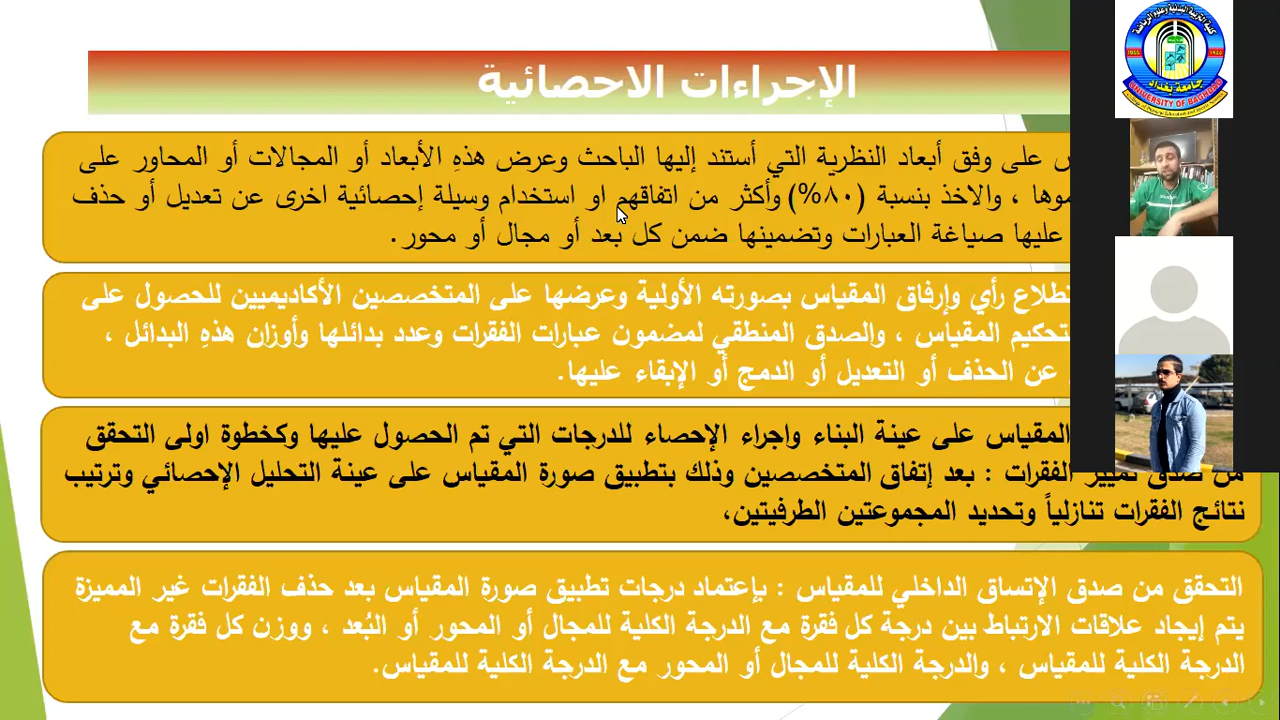 الإجراءات الاحصائية
على وفق أبعاد النظرية التي أستند إليها الباحث وعرض هذهِ الأبعاد أو المجالات أو المحاور على
، والاخذ بنسبة (٨٠%) وأكثر من اتفاقهم او استخدام وسيلة إحصائية اخرى عن تعديل أو حذف
عليها صياغة العبارات وتضمينها ضمن كل بعد أو مجال أو محور.
رأي وإرفاق المقياس بصورته الأولية وعرضها على المتخصصين الأكاديميين للحصول على
المقياس ، والصدق المنطقي لمضمون عبارات الفقرات وعدد بدائلها وأوزان هذهِ البدائل ،
عن الحذف أو التعديل أو الدمج أو الإبقاء عليها.
المقياس على عينة البناء واجراء الإحصاء للدرجات التي تم الحصول عليها وكخطوة اولى التحقق
من صدق تمييز الفقرات : بعد إتفاق المتخصصين وذلك بتطبيق صورة المقياس على عينة التحليل الإحصائي وترتيب
نتائج الفقرات تنازلياً وتحديد المجموعتين الطرفيتين،
التحقق من صدق الإتساق الداخلي للمقياس : بإعتماد درجات تطبيق صورة المقياس بعد حذف الفقرات غير المميزة
يتم إيجاد علاقات الارتباط بين درجة كل فقرة مع الدرجة الكلية للمجال أو المحور أو البُعد ، ووزن كل فقرة مع
الدرجة الكلية للمقياس ، والدرجة الكلية للمجال أو المحور مع الدرجة الكلية للمقياس.
جامعة بغداد
UNIVERSITY OF BAGHDAD